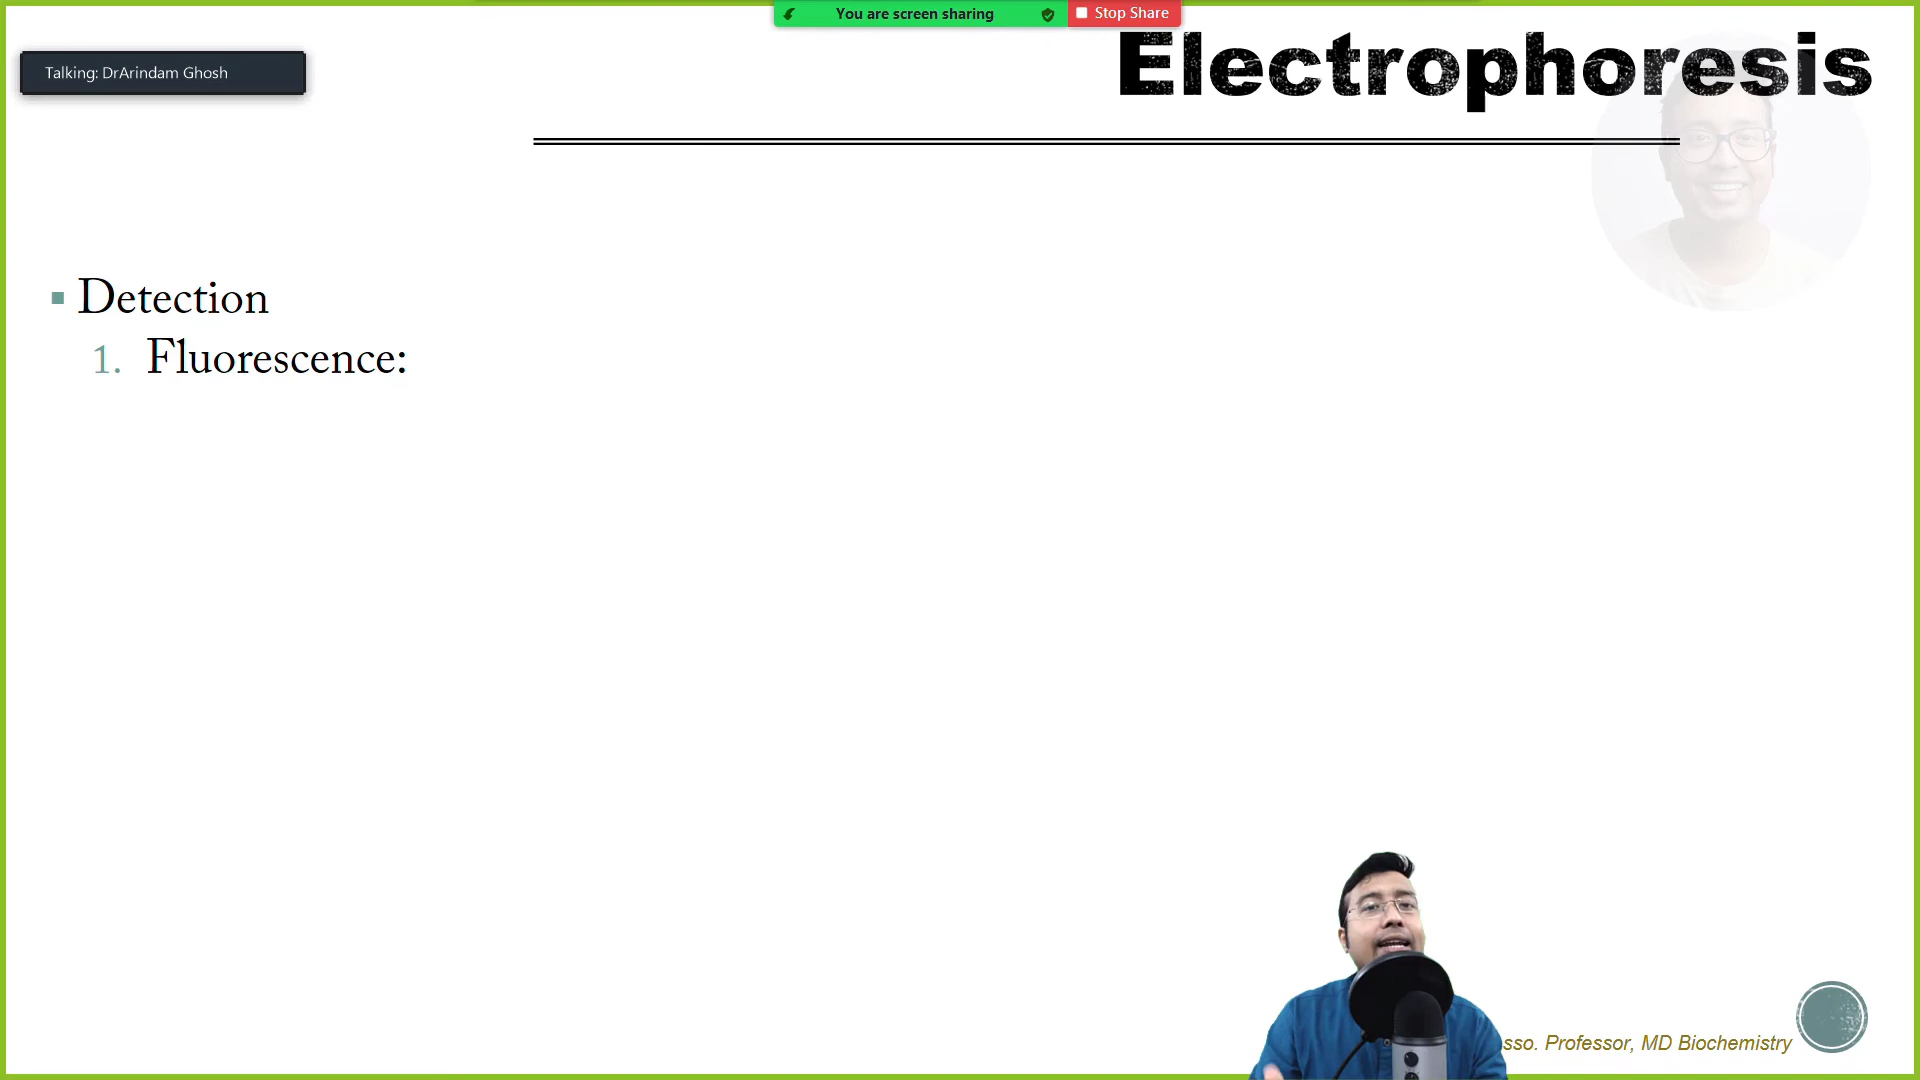 You are screen sharing
Stop Share
Talking: DrArindam Ghosh
Electrophoresis
▪ Detection
1. Fluorescence:
sso. Professor, MD Biochemistry